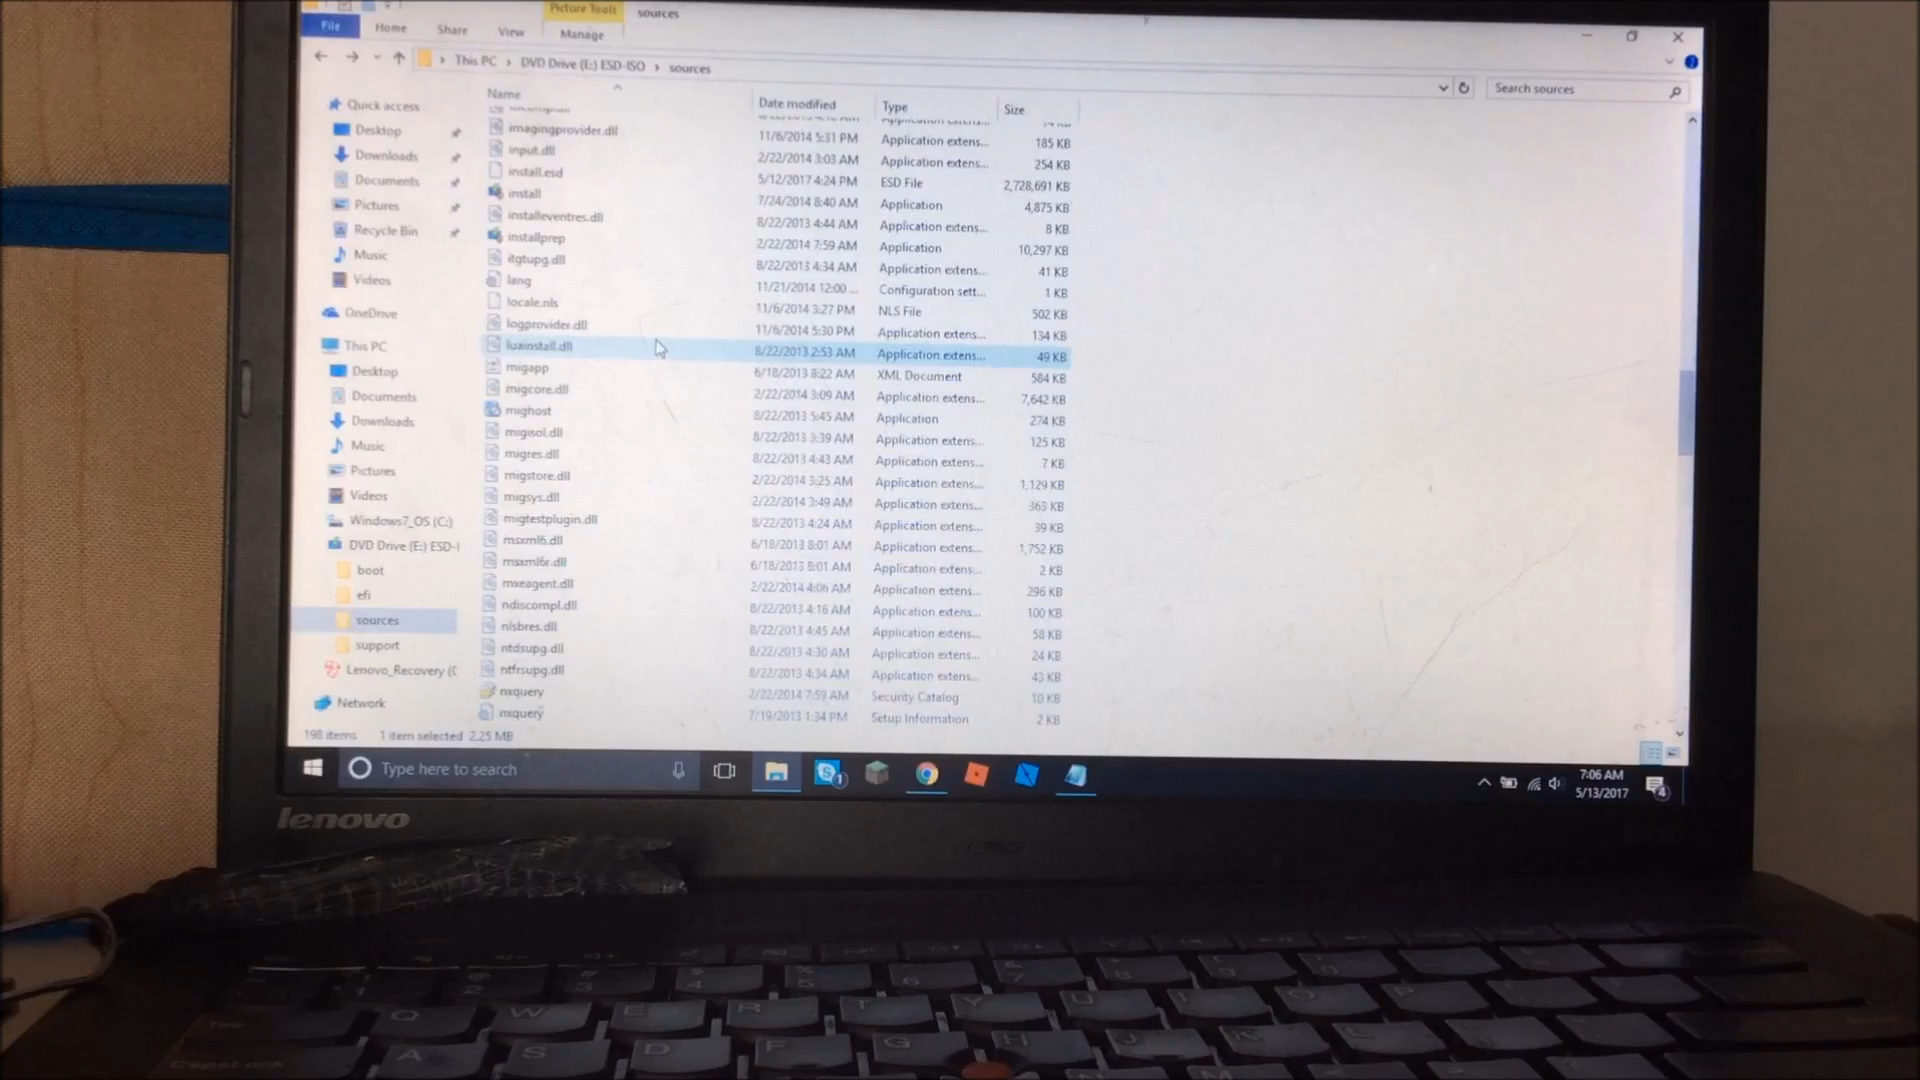 Picture Tools sources
File Home Share View Manage
This PC › DVD Drive (E:) ESD-ISO › sources
Search sources
Name Date modified Type Size
imagingprovider.dll 11/6/2014 5:31 PM Application extens... 185 KB
input.dll 2/22/2014 3:03 AM Application extens... 254 KB
install.esd 5/12/2017 4:24 PM ESD File 2,728,691 KB
install 7/24/2014 8:40 AM Application 4,875 KB
installeventres.dll 8/22/2013 4:44 AM Application extens... 8 KB
installprep 2/22/2014 7:59 AM Application 10,297 KB
itgtupg.dll 8/22/2013 4:34 AM Application extens... 41 KB
lang 11/21/2014 12:00 ... Configuration sett... 1 KB
locale.nls 11/6/2014 3:27 PM NLS File 502 KB
logprovider.dll 11/6/2014 5:30 PM Application extens... 134 KB
luainstall.dll 8/22/2013 2:53 AM Application extens... 49 KB
migapp 6/18/2013 8:22 AM XML Document 584 KB
migcore.dll 2/22/2014 3:09 AM Application extens... 7,642 KB
mighost 8/22/2013 5:45 AM Application 274 KB
migisol.dll 8/22/2013 3:39 AM Application extens... 125 KB
migres.dll 8/22/2013 4:43 AM Application extens... 7 KB
migstore.dll 2/22/2014 3:25 AM Application extens... 1,129 KB
migsys.dll 2/22/2014 3:49 AM Application extens... 363 KB
migtestplugin.dll 8/22/2013 4:24 AM Application extens... 39 KB
msxml6.dll 6/18/2013 8:01 AM Application extens... 1,752 KB
msxml6r.dll 6/18/2013 8:01 AM Application extens... 2 KB
mxeagent.dll 2/22/2014 4:06 AM Application extens... 296 KB
ndiscompl.dll 8/22/2013 4:16 AM Application extens... 100 KB
nlsbres.dll 8/22/2013 4:45 AM Application extens... 58 KB
ntdsupg.dll 8/22/2013 4:30 AM Application extens... 24 KB
ntfrsupg.dll 8/22/2013 4:34 AM Application extens... 43 KB
nxquery 2/22/2014 7:59 AM Security Catalog 10 KB
nxquery 7/19/2013 1:34 PM Setup Information 2 KB
Quick access
Desktop
Downloads
Documents
Pictures
Recycle Bin
Music
Videos
OneDrive
This PC
Desktop
Documents
Downloads
Music
Pictures
Videos
Windows7_OS (C:)
DVD Drive (E:) ESD-I
boot
efi
sources
support
Lenovo_Recovery (
Network
198 items 1 item selected 2.25 MB
Type here to search
1
7:06 AM
5/13/2017
4
lenovo
2 3 4 5 6 7 8 9 0
Q W E R T Y U I O P
CapsLock A S D F G H J K L